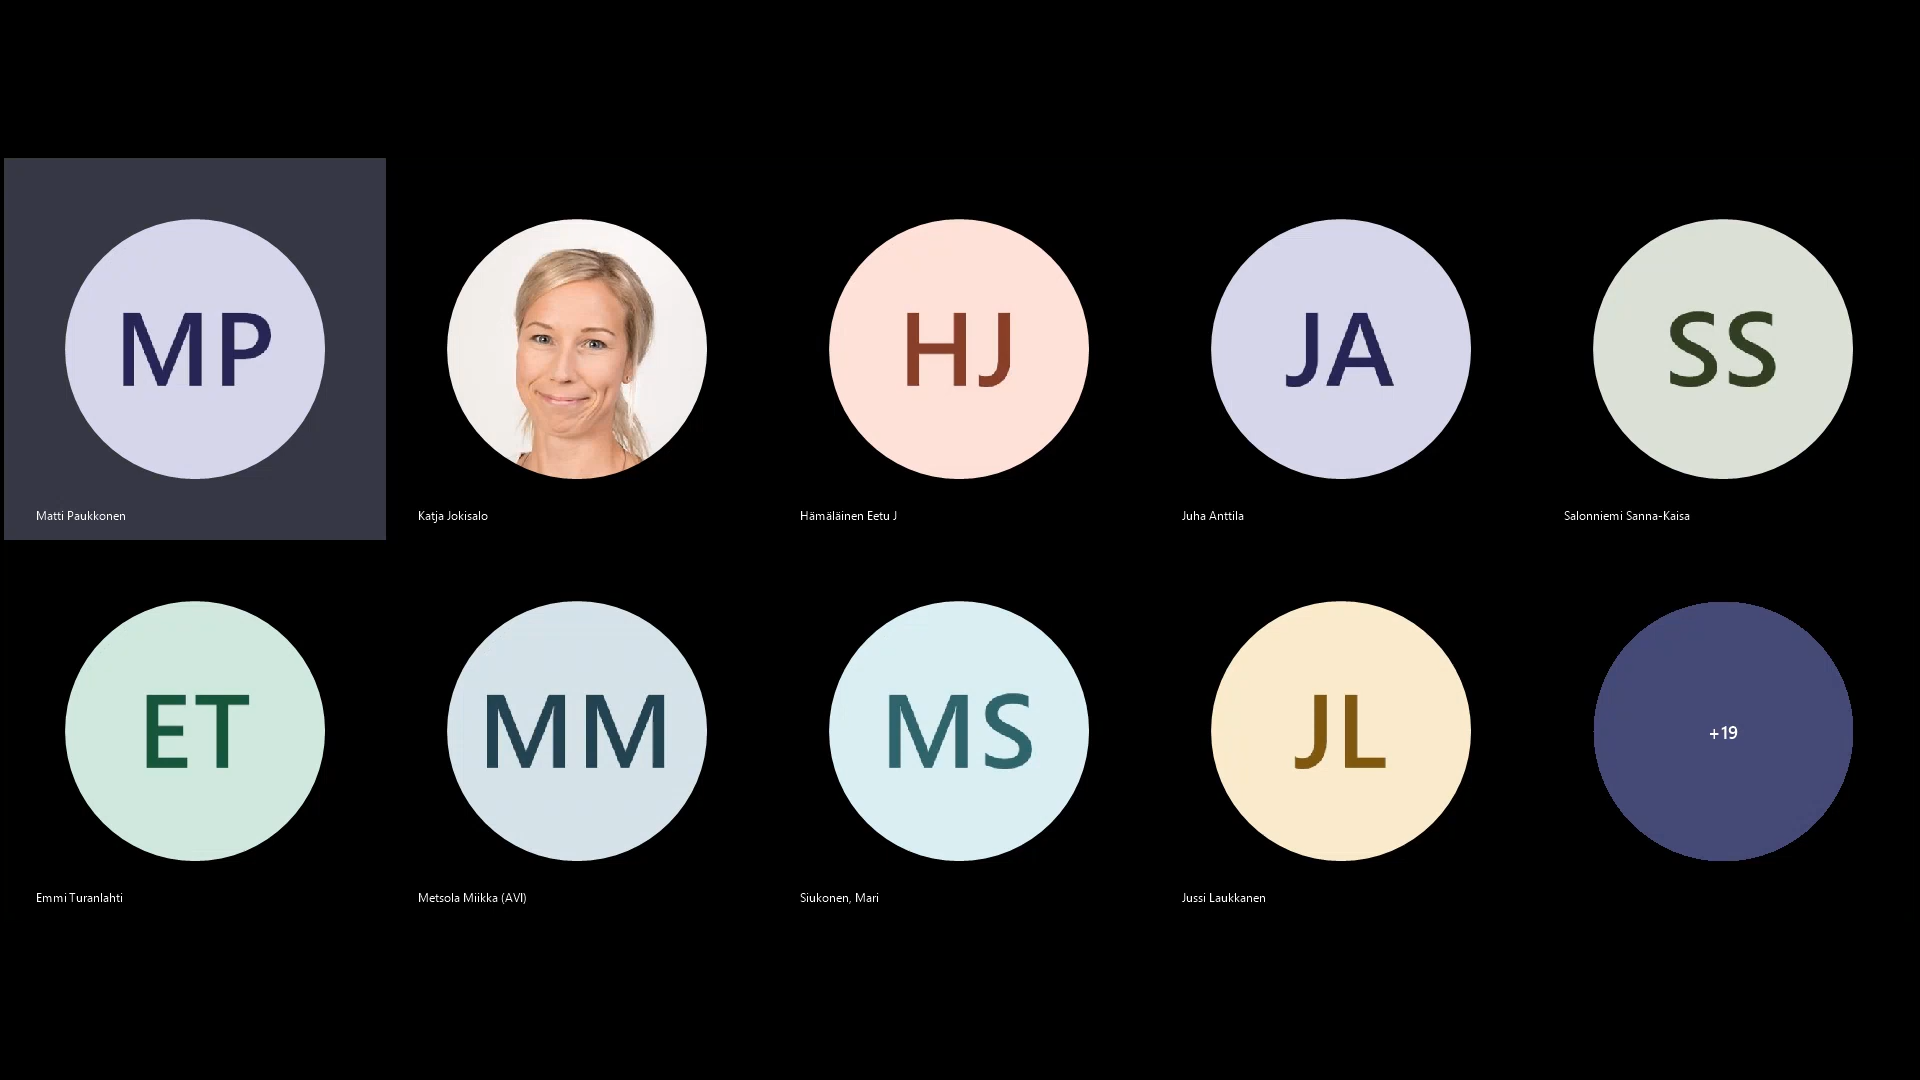 MP
HJ
JA
SS
Matti Paukkonen
Katja Jokisalo
Hämäläinen Eetu J
Juha Anttila
Salonniemi Sanna-Kaisa
ET
MM
MS
JL
+19
Emmi Turanlahti
Metsola Miikka (AVI)
Siukonen, Mari
Jussi Laukkanen